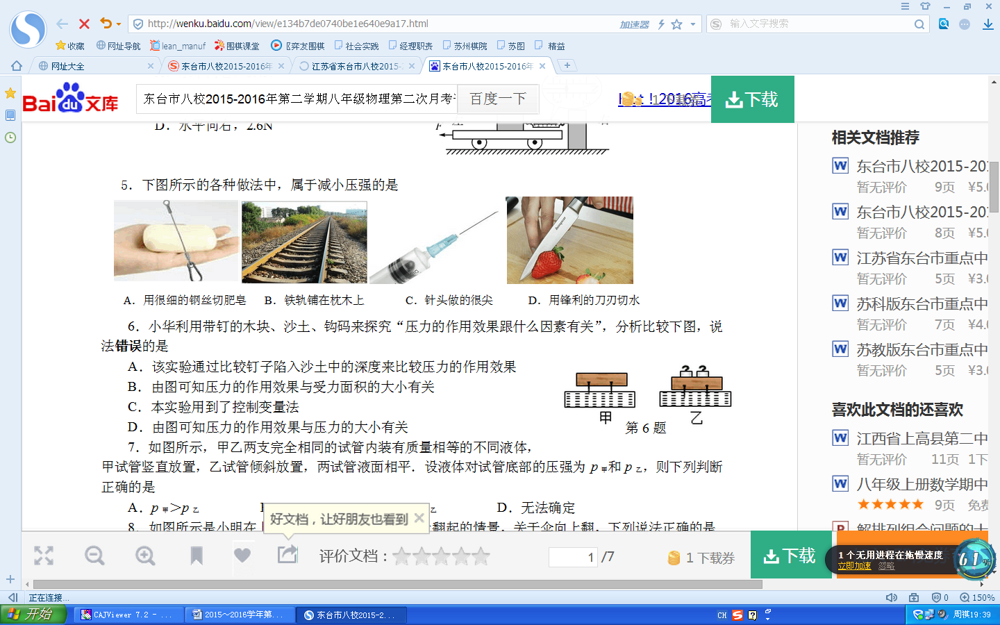 http://wenku.baidu.com/view/e134b7de0740be1e640e9a17.html
加速器
输入文字搜索
收藏
网址导航
lean_manuf
围棋课堂
〖弈友围棋
社会实践
经理职责
苏州棋院
苏图
精益
网址大全
东台市八校2015-2016年
江苏省东台市八校2015-
东台市八校2015-2016年
Bai du 文库
东台市八校2015-2016年第二学期八年级物理第二次月考
百度一下
下载
D．水平向右，2.6N
F
5．下图所示的各种做法中，属于减小压强的是
A．用很细的钢丝切肥皂
B．铁轨铺在枕木上
C．针头做的很尖
D．用锋利的刀刃切水
6．小华利用带钉的木块、沙土、钩码来探究“压力的作用效果跟什么因素有关”，分析比较下图，说
法错误的是
A．该实验通过比较钉子陷入沙土中的深度来比较压力的作用效果
B．由图可知压力的作用效果与受力面积的大小有关
C．本实验用到了控制变量法
D．由图可知压力的作用效果与压力的大小有关
甲
乙
第 6 题
7．如图所示，甲乙两支完全相同的试管内装有质量相等的不同液体，
甲试管竖直放置，乙试管倾斜放置，两试管液面相平．设液体对试管底部的压强为 p 甲和 p 乙，则下列判断
正确的是
A．p 甲＞p 乙
乙
D．无法确定
8．如图所示是小明在
翻起的情景．关于伞向上翻，下列说法正确的是
好文档，让好朋友也看到
相关文档推荐
东台市八校2015-201
暂无评价 9页 ¥5.0
东台市八校2015-201
暂无评价 8页 ¥5.0
江苏省东台市重点中
暂无评价 5页 ¥3.0
苏科版东台市重点中
暂无评价 7页 ¥4.0
苏教版东台市重点中
暂无评价 5页 ¥3.0
喜欢此文档的还喜欢
江西省上高县第二中
暂无评价 11页 1下
八年级上册数学期中
9页 免费
解排列组合问题的十
评价文档：
1 /7
1 下载券
下载
1 个无用进程在拖慢速度
立即加速 忽略
61%
正在连接...
0
150%
开始
CAJViewer 7.2 - ...
2015～2016学年第...
东台市八校2015-2...
CH
周祺19:39